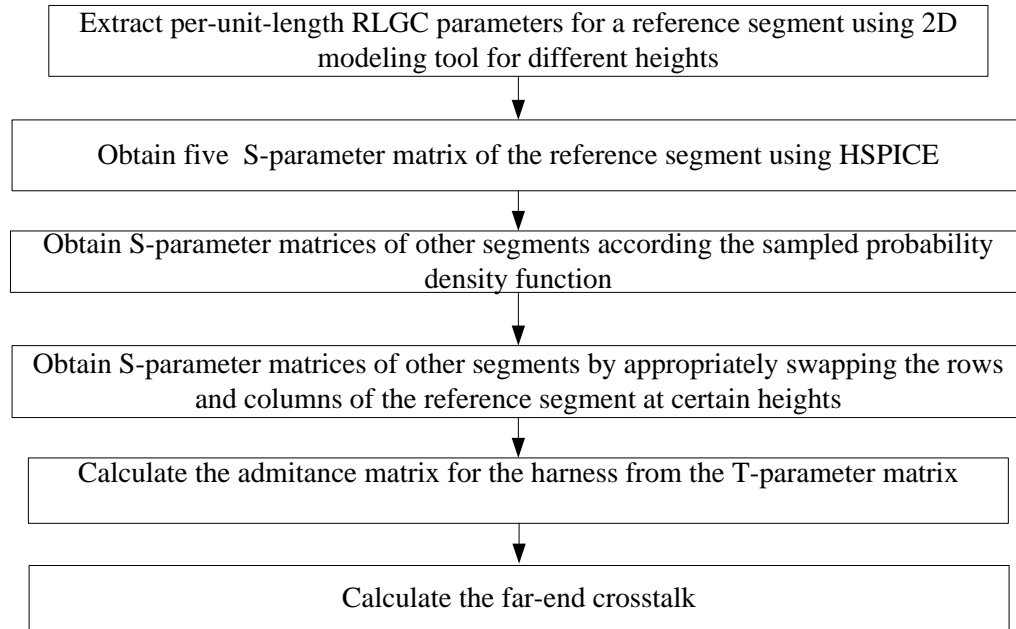 Extract per-unit-length RLGC parameters for a reference segment using 2D
modeling tool for different heights
Obtain five S-parameter matrix of the reference segment using HSPICE
Obtain S-parameter matrices of other segments according the sampled probability
density function
Obtain S-parameter matrices of other segments by appropriately swapping the rows
and columns of the reference segment at certain heights
Calculate the admitance matrix for the harness from the T-parameter matrix
Calculate the far-end crosstalk